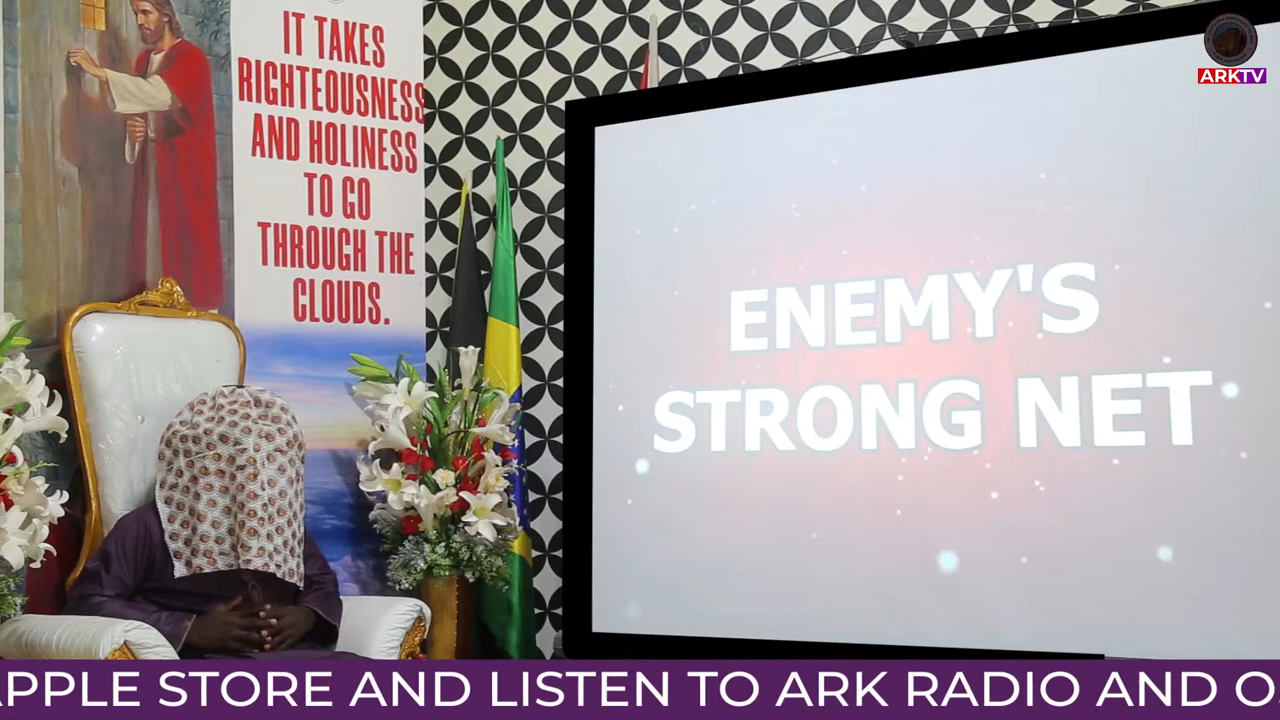 IT TAKES
RIGHTEOUSNESS
AND HOLINESS
TO GO
THROUGH THE
CLOUDS.
ARKTV
ENEMY'S
STRONG NET
APPLE STORE AND LISTEN TO ARK RADIO AND O